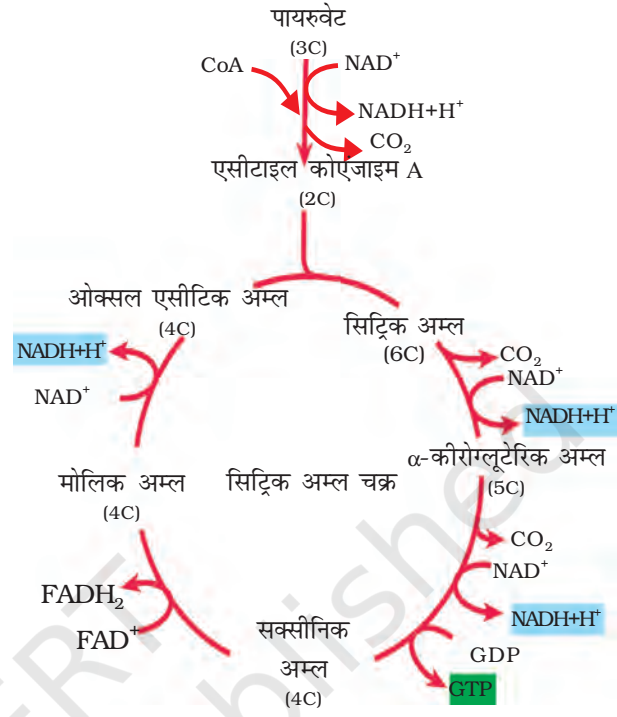 पायरुवेट
(3C)
CoA
NAD⁺
NADH+H⁺
CO₂
एसीटाइल कोएंजाइम A
(2C)
ओक्सल एसीटिक अम्ल
(4C)
सिट्रिक अम्ल
(6C)
NADH+H⁺
NAD⁺
CO₂
NAD⁺
NADH+H⁺
मोलिक अम्ल
(4C)
सिट्रिक अम्ल चक्र
α-कीरोग्लूटेरिक अम्ल
(5C)
CO₂
NAD⁺
NADH+H⁺
FADH₂
FAD⁺
सक्सीनिक
अम्ल
(4C)
GDP
GTP
blished